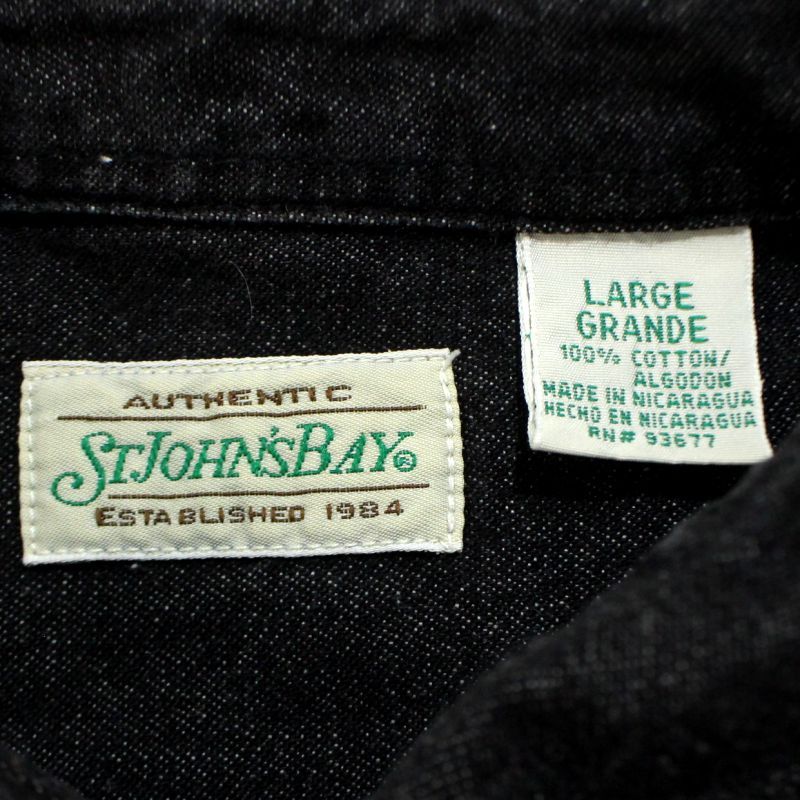 AUTHENTIC
ST. JOHN'S BAY®
ESTABLISHED 1984
LARGE
GRANDE
100% COTTON/
ALGODON
MADE IN NICARAGUA
HECHO EN NICARAGUA
RN# 93677